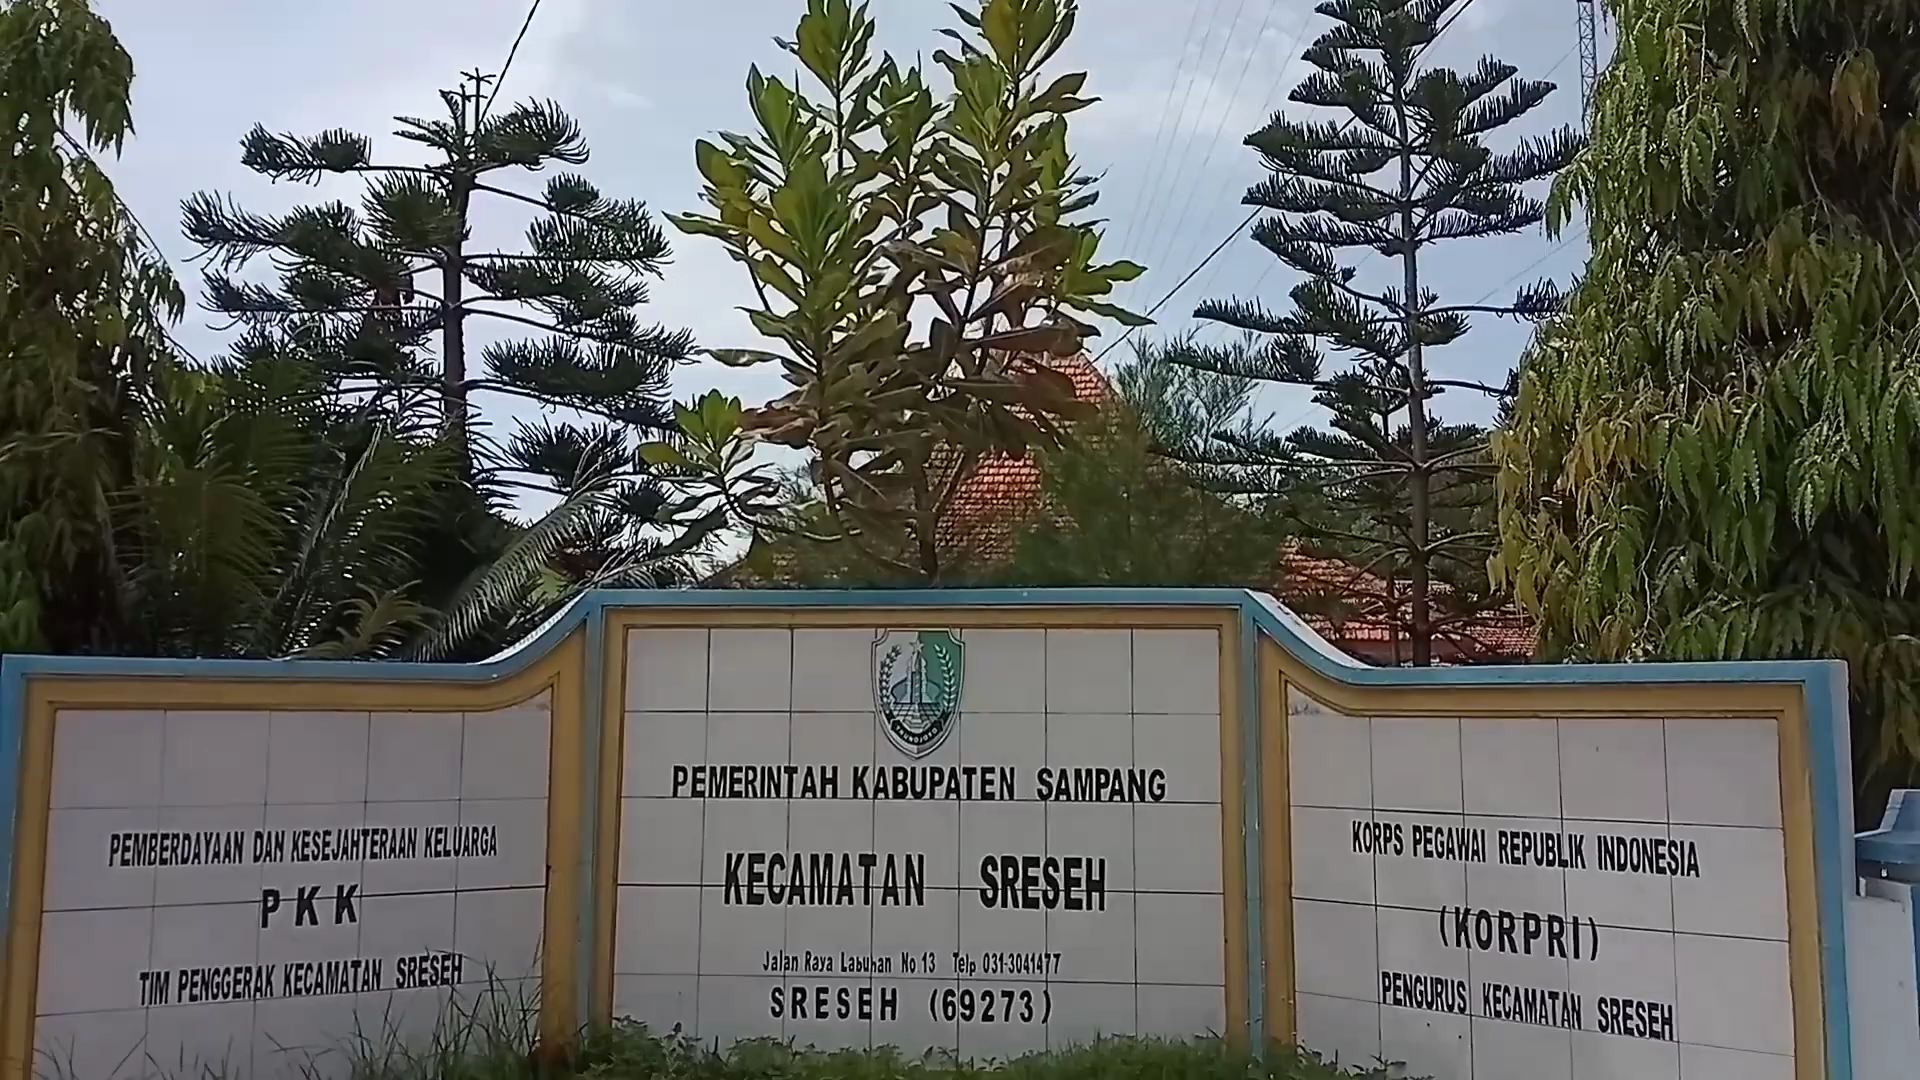 TRUNOJOYO
PEMERINTAH KABUPATEN SAMPANG
KECAMATAN SRESEH
Jalan Raya Labuhan No 13 Telp 031-3041477
SRESEH (69273)
PEMBERDAYAAN DAN KESEJAHTERAAN KELUARGA
PKK
TIM PENGGERAK KECAMATAN SRESEH
KORPS PEGAWAI REPUBLIK INDONESIA
(KORPRI)
PENGURUS KECAMATAN SRESEH